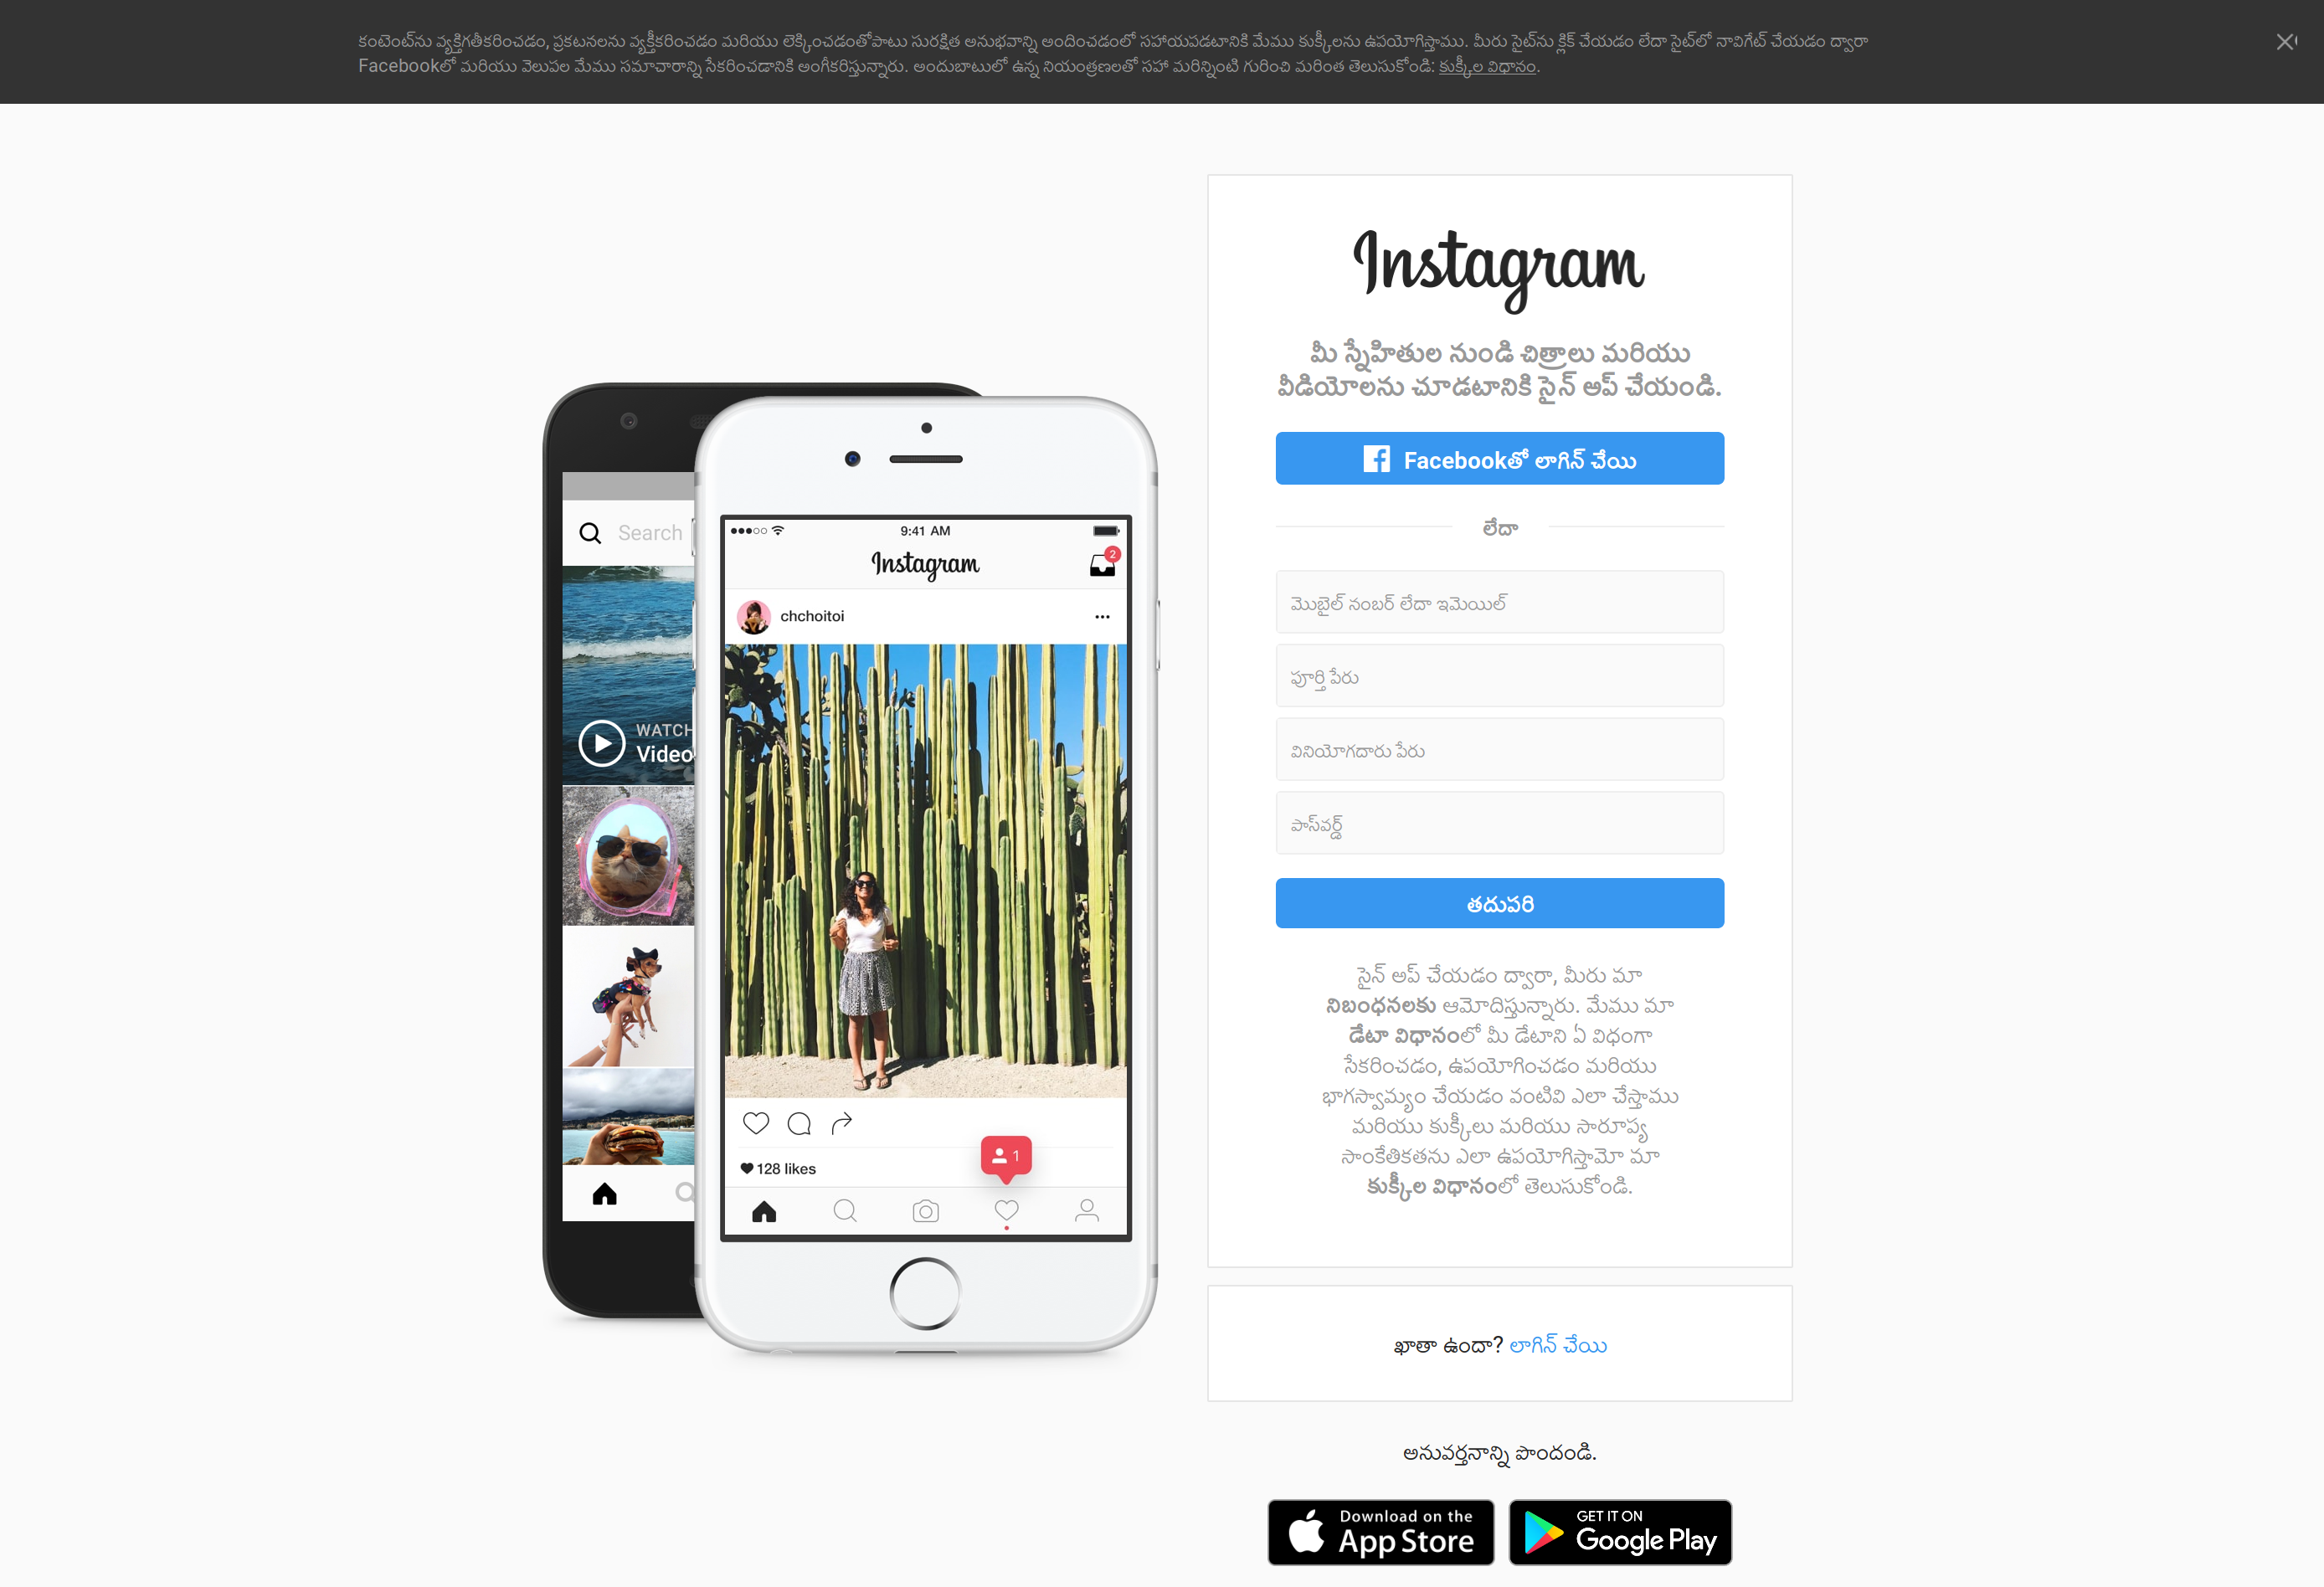 కంటెంట్‌ను వ్యక్తిగతీకరించడం, ప్రకటనలను వ్యక్తీకరించడం మరియు లెక్కించడంతోపాటు సురక్షిత అనుభవాన్ని అందించడంలో సహాయపడటానికి మేము కుక్కీలను ఉపయోగిస్తాము. మీరు సైట్‌ను క్లిక్ చేయడం లేదా సైట్‌లో నావిగేట్ చేయడం ద్వారా
Facebookలో మరియు వెలుపల మేము సమాచారాన్ని సేకరించడానికి అంగీకరిస్తున్నారు. అందుబాటులో ఉన్న నియంత్రణలతో సహా మరిన్నింటి గురించి మరింత తెలుసుకోండి: కుక్కీల విధానం.
Search
WATCH
Video
9:41 AM
Instagram
2
chchoitoi
128 likes
1
Instagram
మీ స్నేహితుల నుండి చిత్రాలు మరియు
వీడియోలను చూడటానికి సైన్ అప్ చేయండి.
Facebookతో లాగిన్ చేయి
లేదా
మొబైల్ నంబర్ లేదా ఇమెయిల్
పూర్తి పేరు
వినియోగదారు పేరు
పాస్‌వర్డ్
తదుపరి
సైన్ అప్ చేయడం ద్వారా, మీరు మా
నిబంధనలకు ఆమోదిస్తున్నారు. మేము మా
డేటా విధానంలో మీ డేటాని ఏ విధంగా
సేకరించడం, ఉపయోగించడం మరియు
భాగస్వామ్యం చేయడం వంటివి ఎలా చేస్తాము
మరియు కుక్కీలు మరియు సారూప్య
సాంకేతికతను ఎలా ఉపయోగిస్తామో మా
కుక్కీల విధానంలో తెలుసుకోండి.
ఖాతా ఉందా? లాగిన్ చేయి
అనువర్తనాన్ని పొందండి.
Download on the
App Store
GET IT ON
Google Play